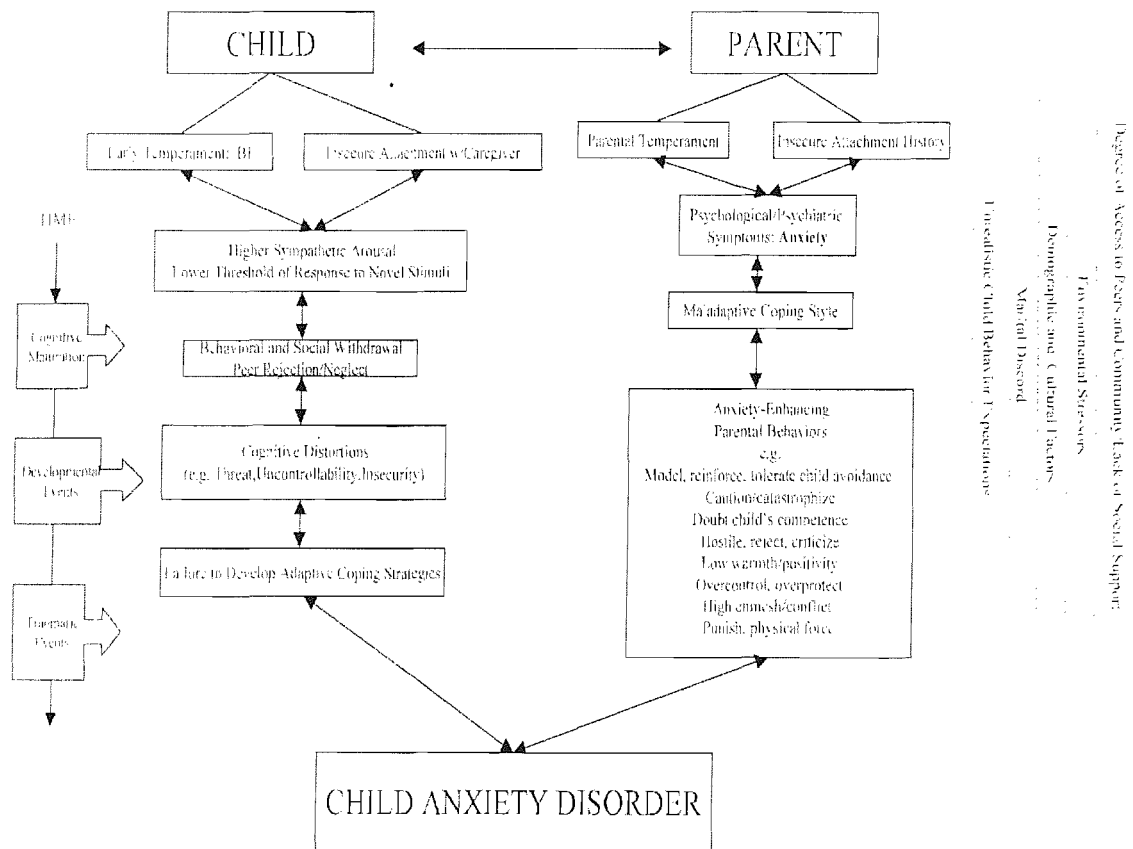 CHILD
PARENT
Early Temperament: BI
Insecure Attachment w/Caregiver
Parental Temperament
Insecure Attachment History
TIME
Higher Sympathetic Arousal
Lower Threshold of Response to Novel Stimuli
Psychological/Psychiatric
Symptoms: Anxiety
Cognitive
Maturation
Behavioral and Social Withdrawal
Peer Rejection/Neglect
Maladaptive Coping Style
Developmental
Events
Cognitive Distortions
(e.g. Threat,Uncontrollability,Insecurity)
Anxiety-Enhancing
Parental Behaviors
e.g.
Model, reinforce, tolerate child avoidance
Caution/catastrophize
Doubt child's competence
Hostile, reject, criticize
Low warmth/positivity
Overcontrol, overprotect
High enmesh/conflict
Punish, physical force
Traumatic
Events
Failure to Develop Adaptive Coping Strategies
CHILD ANXIETY DISORDER
Degree of Access to Peers and Community/Lack of Social Support
Environmental Stressors
Demographic and Cultural Factors
Marital Discord
Unrealistic Child Behavior Expectations